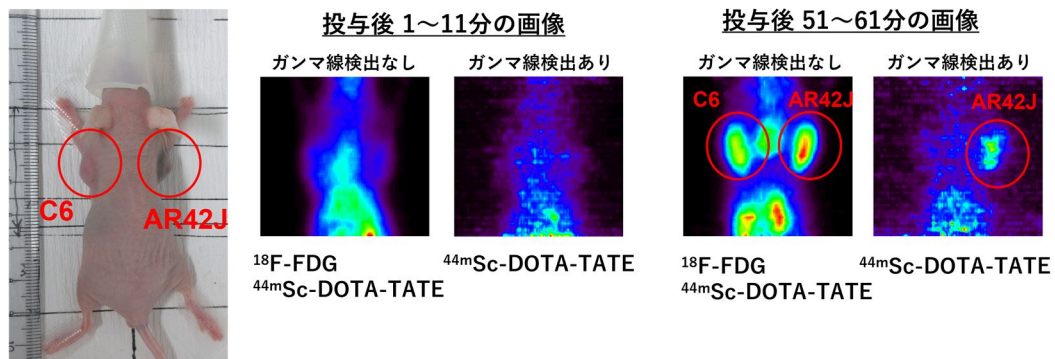 投与後 1～11分の画像
投与後 51～61分の画像
ガンマ線検出なし
ガンマ線検出あり
ガンマ線検出なし
ガンマ線検出あり
C6
AR42J
C6
AR42J
AR42J
¹⁸F-FDG
⁴⁴ᵐSc-DOTA-TATE
⁴⁴ᵐSc-DOTA-TATE
¹⁸F-FDG
⁴⁴ᵐSc-DOTA-TATE
⁴⁴ᵐSc-DOTA-TATE